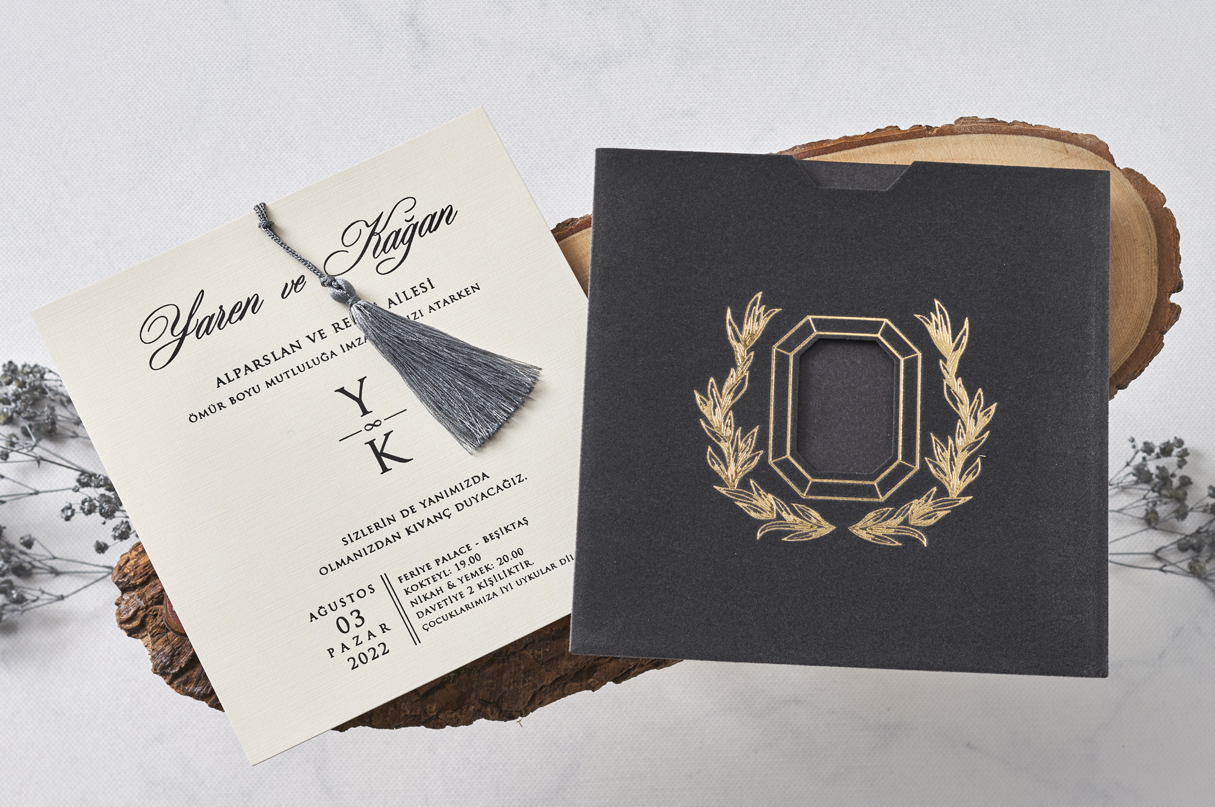 Yaren ve Kağan
ALPARSLAN VE AİLESİ
ÖMÜR BOYU MUTLULUĞA ATARKEN
Y
∞
K
SİZLERİN DE YANIMIZDA
OLMANIZDAN KIVANÇ DUYACAĞIZ.
AĞUSTOS
03
PAZAR
2022
FERİYE PALACE - BEŞİKTAŞ
KOKTEYL: 19.00
NİKAH & YEMEK: 20.00
DAVETİYE 2 KİŞİLİKTİR.
ÇOCUKLARIMIZA İYİ UYKULAR